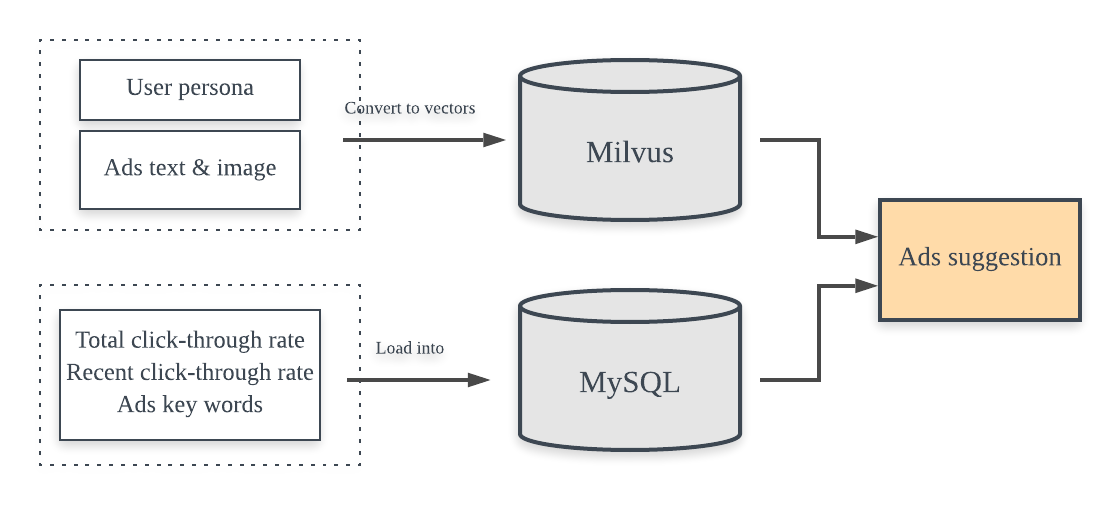 User persona
Ads text & image
Convert to vectors
Milvus
Ads suggestion
Total click-through rate
Recent click-through rate
Ads key words
Load into
MySQL